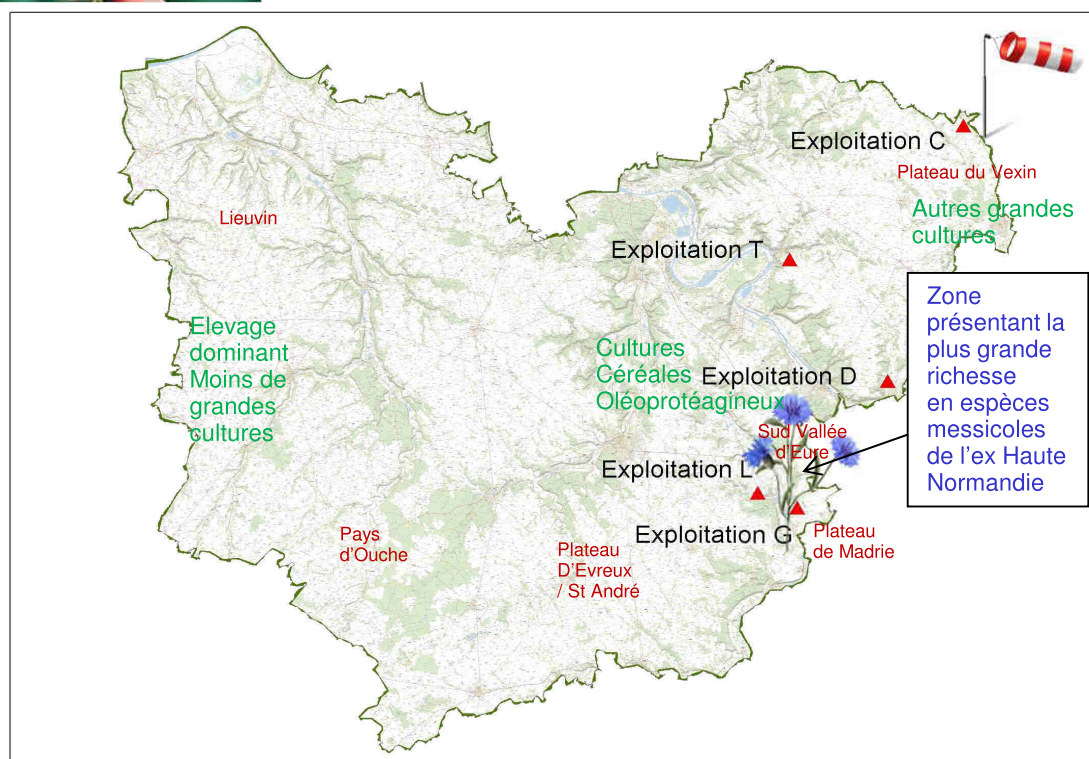 Exploitation C
Plateau du Vexin
Autres grandes
cultures
Lieuvin
Exploitation T
Zone
présentant la
plus grande
richesse
en espèces
messicoles
de l'ex Haute
Normandie
Elevage
dominant
Moins de
grandes
cultures
Cultures
Céréales
Oléoprotéagineux
Exploitation D
Sud Vallée
d'Eure
Exploitation L
Exploitation G
Plateau
de Madrie
Pays
d'Ouche
Plateau
D'Evreux
/ St André